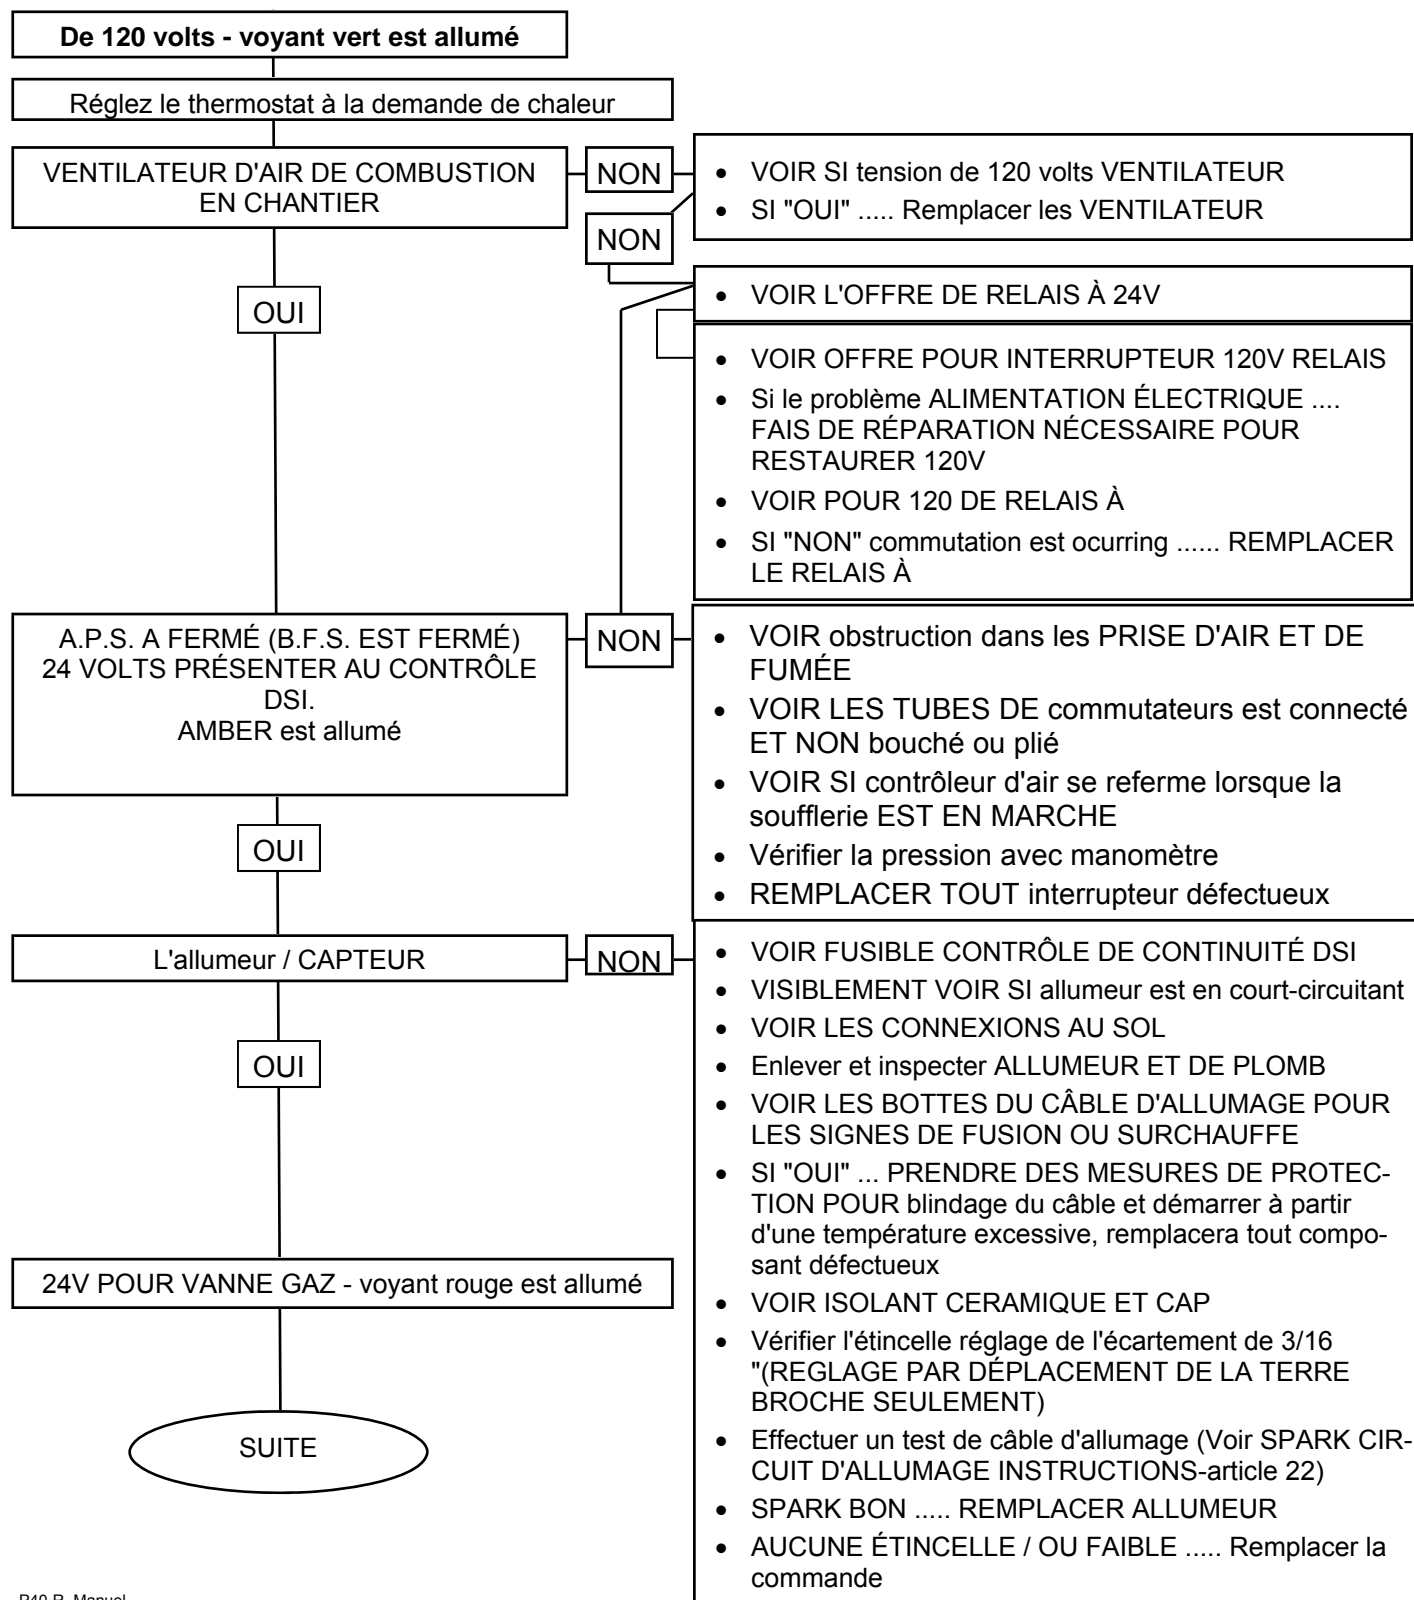 De 120 volts - voyant vert est allumé
Réglez le thermostat à la demande de chaleur
VENTILATEUR D'AIR DE COMBUSTION
EN CHANTIER
NON
• VOIR SI tension de 120 volts VENTILATEUR
• SI "OUI" ..... Remplacer les VENTILATEUR
NON
OUI
• VOIR L'OFFRE DE RELAIS À 24V
• VOIR OFFRE POUR INTERRUPTEUR 120V RELAIS
• Si le problème ALIMENTATION ÉLECTRIQUE ....
FAIS DE RÉPARATION NÉCESSAIRE POUR
RESTAURER 120V
• VOIR POUR 120 DE RELAIS À
• SI "NON" commutation est ocurring ...... REMPLACER
LE RELAIS À
A.P.S. A FERMÉ (B.F.S. EST FERMÉ)
24 VOLTS PRÉSENTER AU CONTRÔLE
DSI.
AMBER est allumé
NON
• VOIR obstruction dans les PRISE D'AIR ET DE
FUMÉE
• VOIR LES TUBES DE commutateurs est connecté
ET NON bouché ou plié
• VOIR SI contrôleur d'air se referme lorsque la
soufflerie EST EN MARCHE
• Vérifier la pression avec manomètre
• REMPLACER TOUT interrupteur défectueux
OUI
L'allumeur / CAPTEUR
NON
• VOIR FUSIBLE CONTRÔLE DE CONTINUITÉ DSI
• VISIBLEMENT VOIR SI allumeur est en court-circuitant
• VOIR LES CONNEXIONS AU SOL
• Enlever et inspecter ALLUMEUR ET DE PLOMB
• VOIR LES BOTTES DU CÂBLE D'ALLUMAGE POUR
LES SIGNES DE FUSION OU SURCHAUFFE
• SI "OUI" ... PRENDRE DES MESURES DE PROTEC-
TION POUR blindage du câble et démarrer à partir
d'une température excessive, remplacera tout compo-
sant défectueux
• VOIR ISOLANT CERAMIQUE ET CAP
• Vérifier l'étincelle réglage de l'écartement de 3/16
"(REGLAGE PAR DÉPLACEMENT DE LA TERRE
BROCHE SEULEMENT)
• Effectuer un test de câble d'allumage (Voir SPARK CIR-
CUIT D'ALLUMAGE INSTRUCTIONS-article 22)
• SPARK BON ..... REMPLACER ALLUMEUR
• AUCUNE ÉTINCELLE / OU FAIBLE ..... Remplacer la
commande
OUI
24V POUR VANNE GAZ - voyant rouge est allumé
SUITE